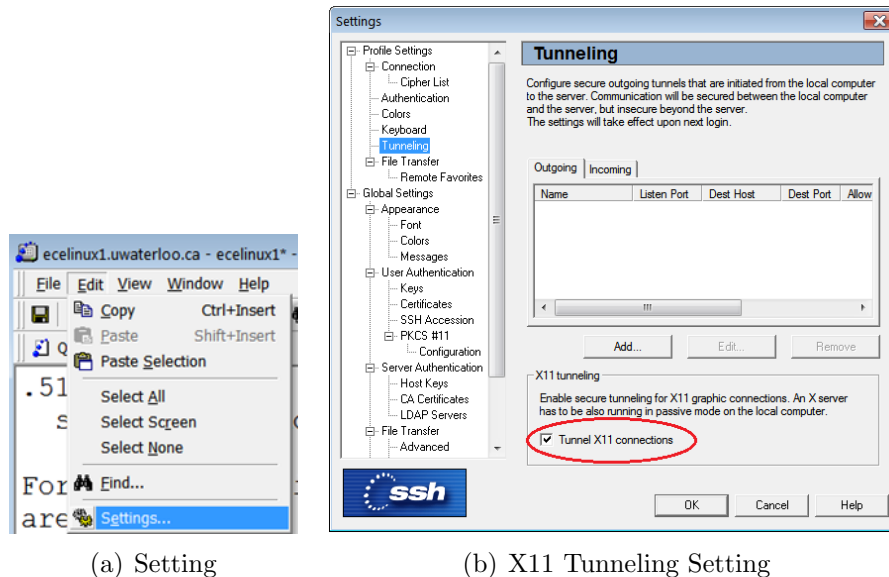 ecelinux1.uwaterloo.ca - ecelinux1* -
File Edit View Window Help
Copy Ctrl+Insert
Paste Shift+Insert
Q
Paste Selection
.51
Select All
s
Select Screen
Select None
For
Find...
are
Settings...
(a) Setting
Settings
Profile Settings
Connection
Cipher List
Authentication
Colors
Keyboard
Tunneling
File Transfer
Remote Favorites
Global Settings
Appearance
Font
Colors
Messages
User Authentication
Keys
Certificates
SSH Accession
PKCS #11
Configuration
Server Authentication
Host Keys
CA Certificates
LDAP Servers
File Transfer
Advanced
ssh
Tunneling
Configure secure outgoing tunnels that are initiated from the local computer
to the server. Communication will be secured between the local computer
and the server, but insecure beyond the server.
The settings will take effect upon next login.
Outgoing Incoming
Name Listen Port Dest Host Dest Port Allow
Add... Edit... Remove
X11 tunneling
Enable secure tunneling for X11 graphic connections. An X server
has to be also running in passive mode on the local computer.
Tunnel X11 connections
OK Cancel Help
(b) X11 Tunneling Setting